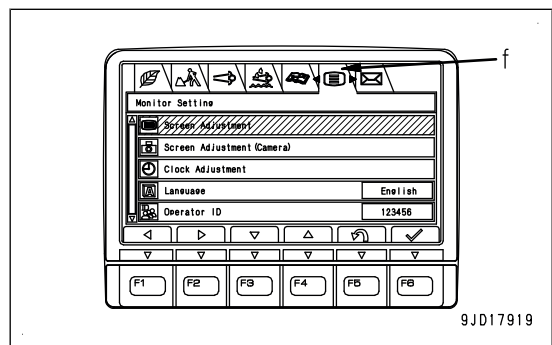 f
Monitor Setting
Screen Adjustment
Screen Adjustment (Camera)
Clock Adjustment
A Language English
Operator ID 123456
F1 F2 F3 F4 F5 F6
9JD17919